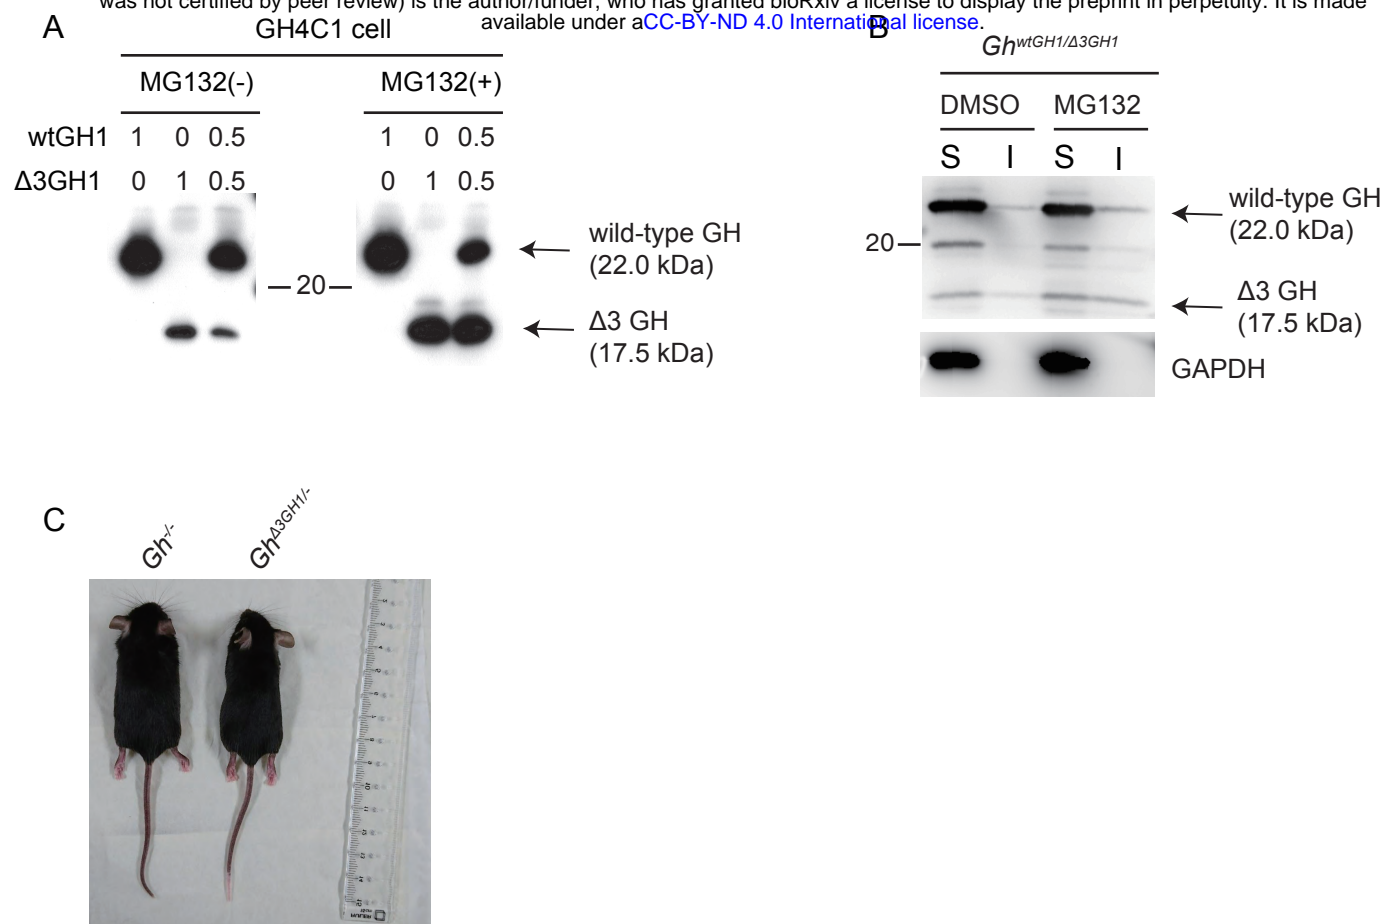 was not certified by peer review) is the author/funder, who has granted bioRxiv a license to display the preprint in perpetuity. It is made
available under aCC-BY-ND 4.0 International license.
A
GH4C1 cell
MG132(-) MG132(+)
wtGH1 1 0 0.5 1 0 0.5
Δ3GH1 0 1 0.5 0 1 0.5
20
wild-type GH
(22.0 kDa)
Δ3 GH
(17.5 kDa)
B
Gh^wtGH1/Δ3GH1
DMSO MG132
S I S I
20
wild-type GH
(22.0 kDa)
Δ3 GH
(17.5 kDa)
GAPDH
C
Gh-/-
GhΔ3GH1/-